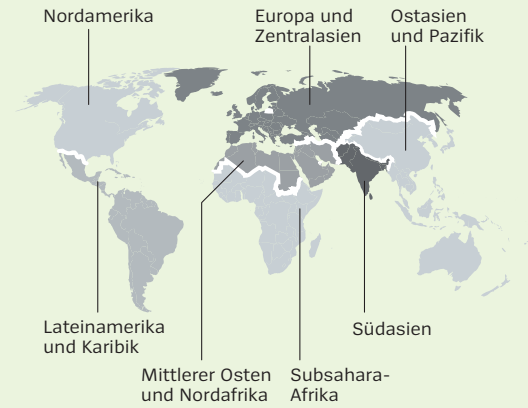 Nordamerika
Europa und
Zentralasien
Ostasien
und Pazifik
Lateinamerika
und Karibik
Mittlerer Osten
und Nordafrika
Subsahara-
Afrika
Südasien